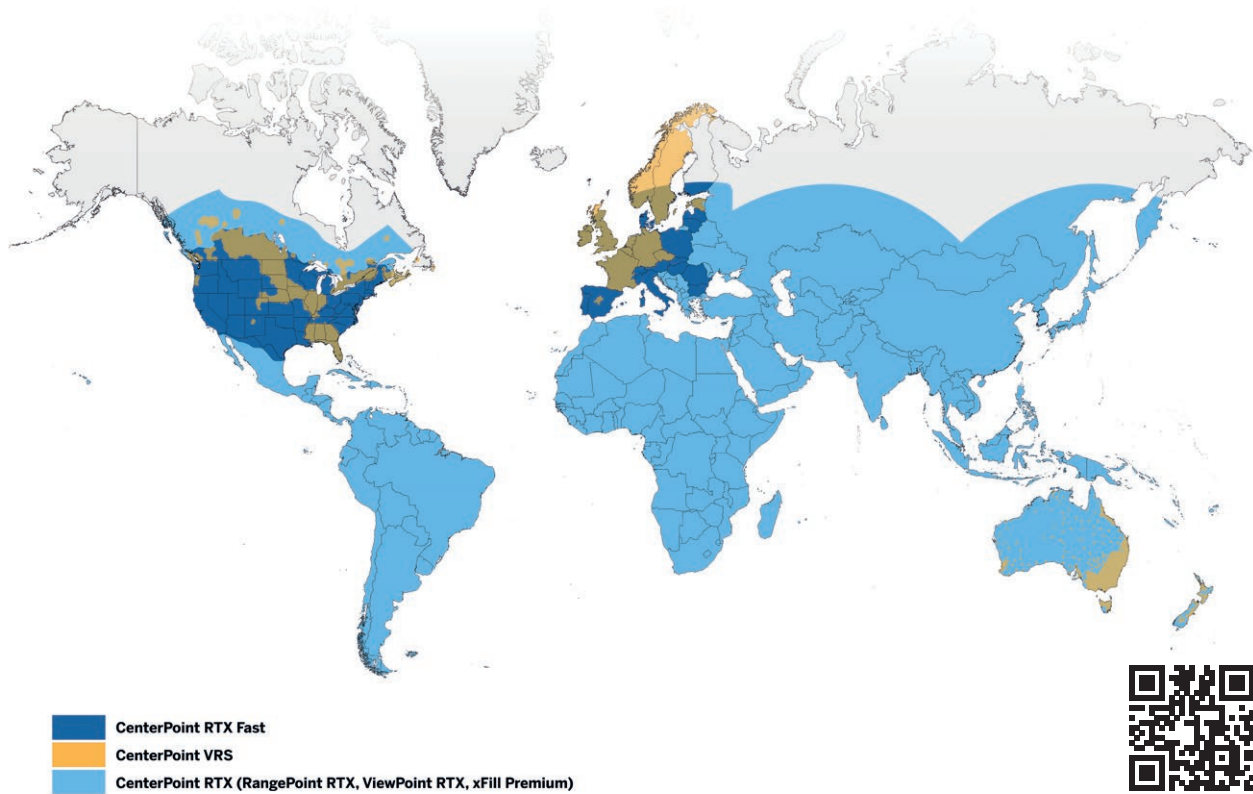 CenterPoint RTX Fast
CenterPoint VRS
CenterPoint RTX (RangePoint RTX, ViewPoint RTX, xFill Premium)